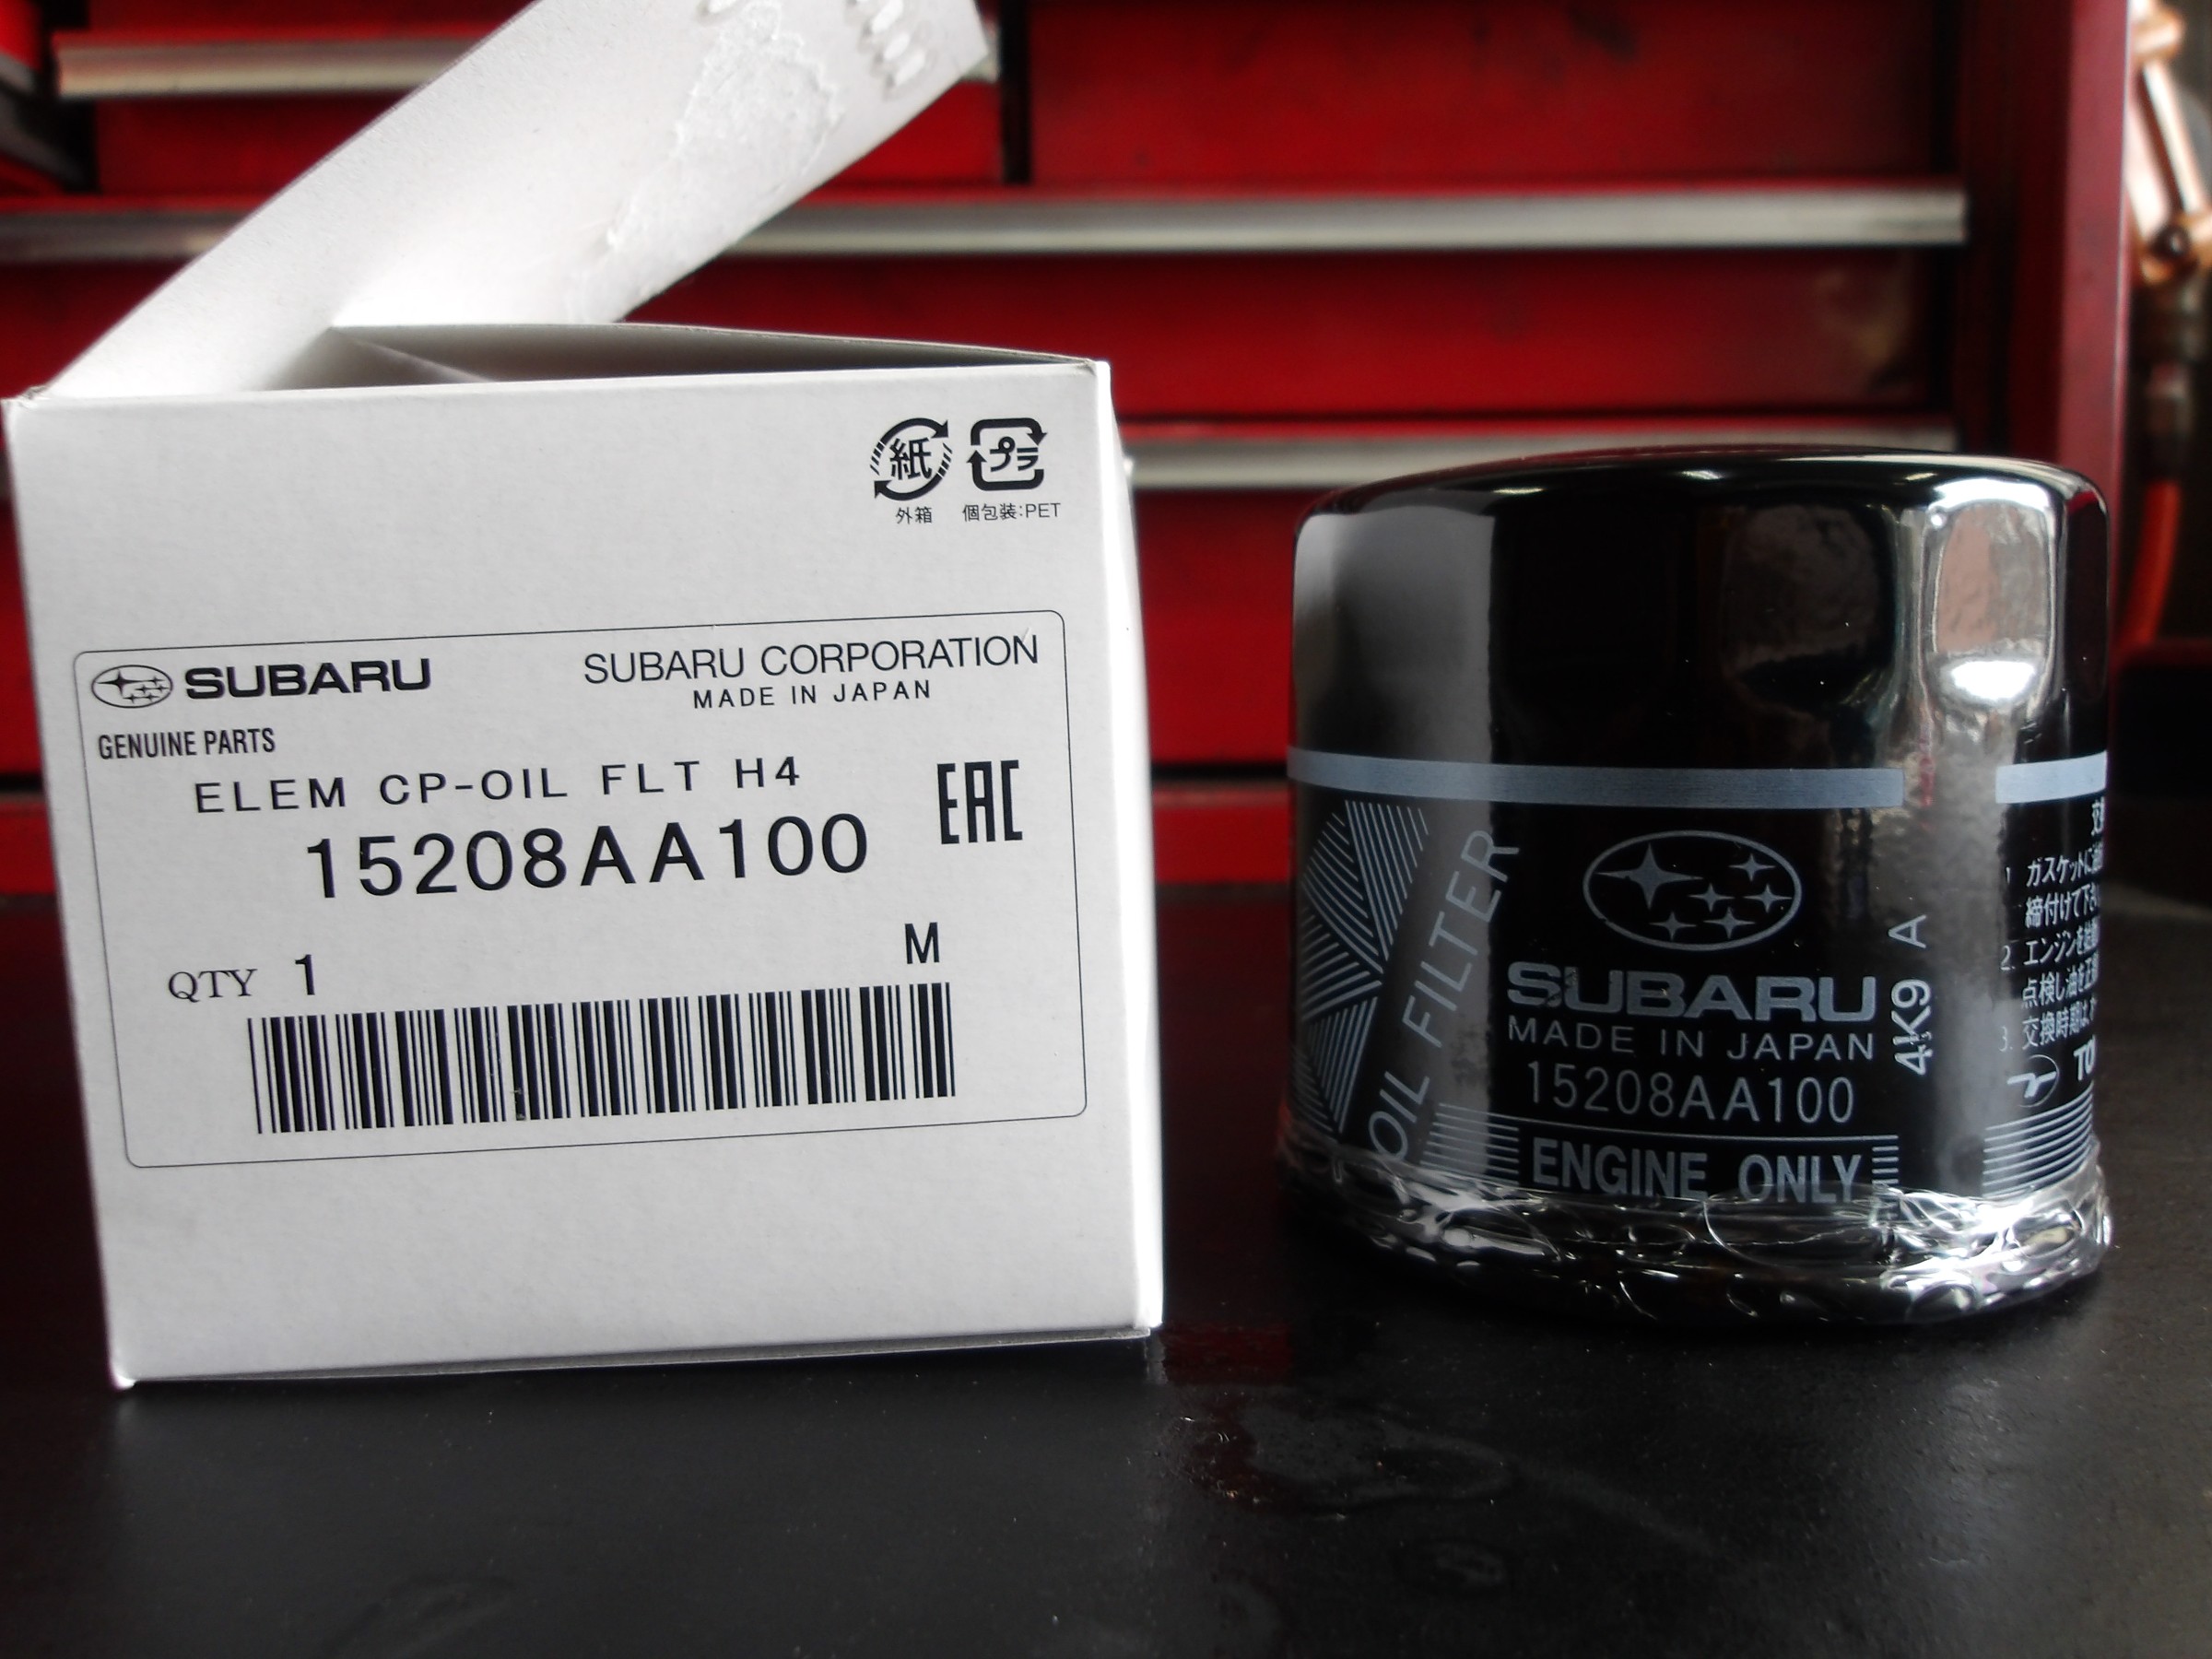 紙
プラ
外箱
個包装:PET
SUBARU
SUBARU CORPORATION
MADE IN JAPAN
GENUINE PARTS
ELEM CP-OIL FLT H4
EAC
15208AA100
M
QTY 1
OIL FILTER
SUBARU
MADE IN JAPAN
15208AA100
ENGINE ONLY
4K9 A
1 ガスケットに
締付けて下さ
2. エンジンを
点検し油を
3. 交換時期は